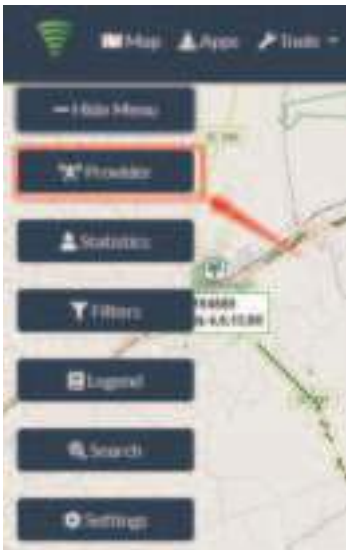 Map Apps Tools
Hide Menu
Provider
Statistics
Filters
Legend
Search
Settings